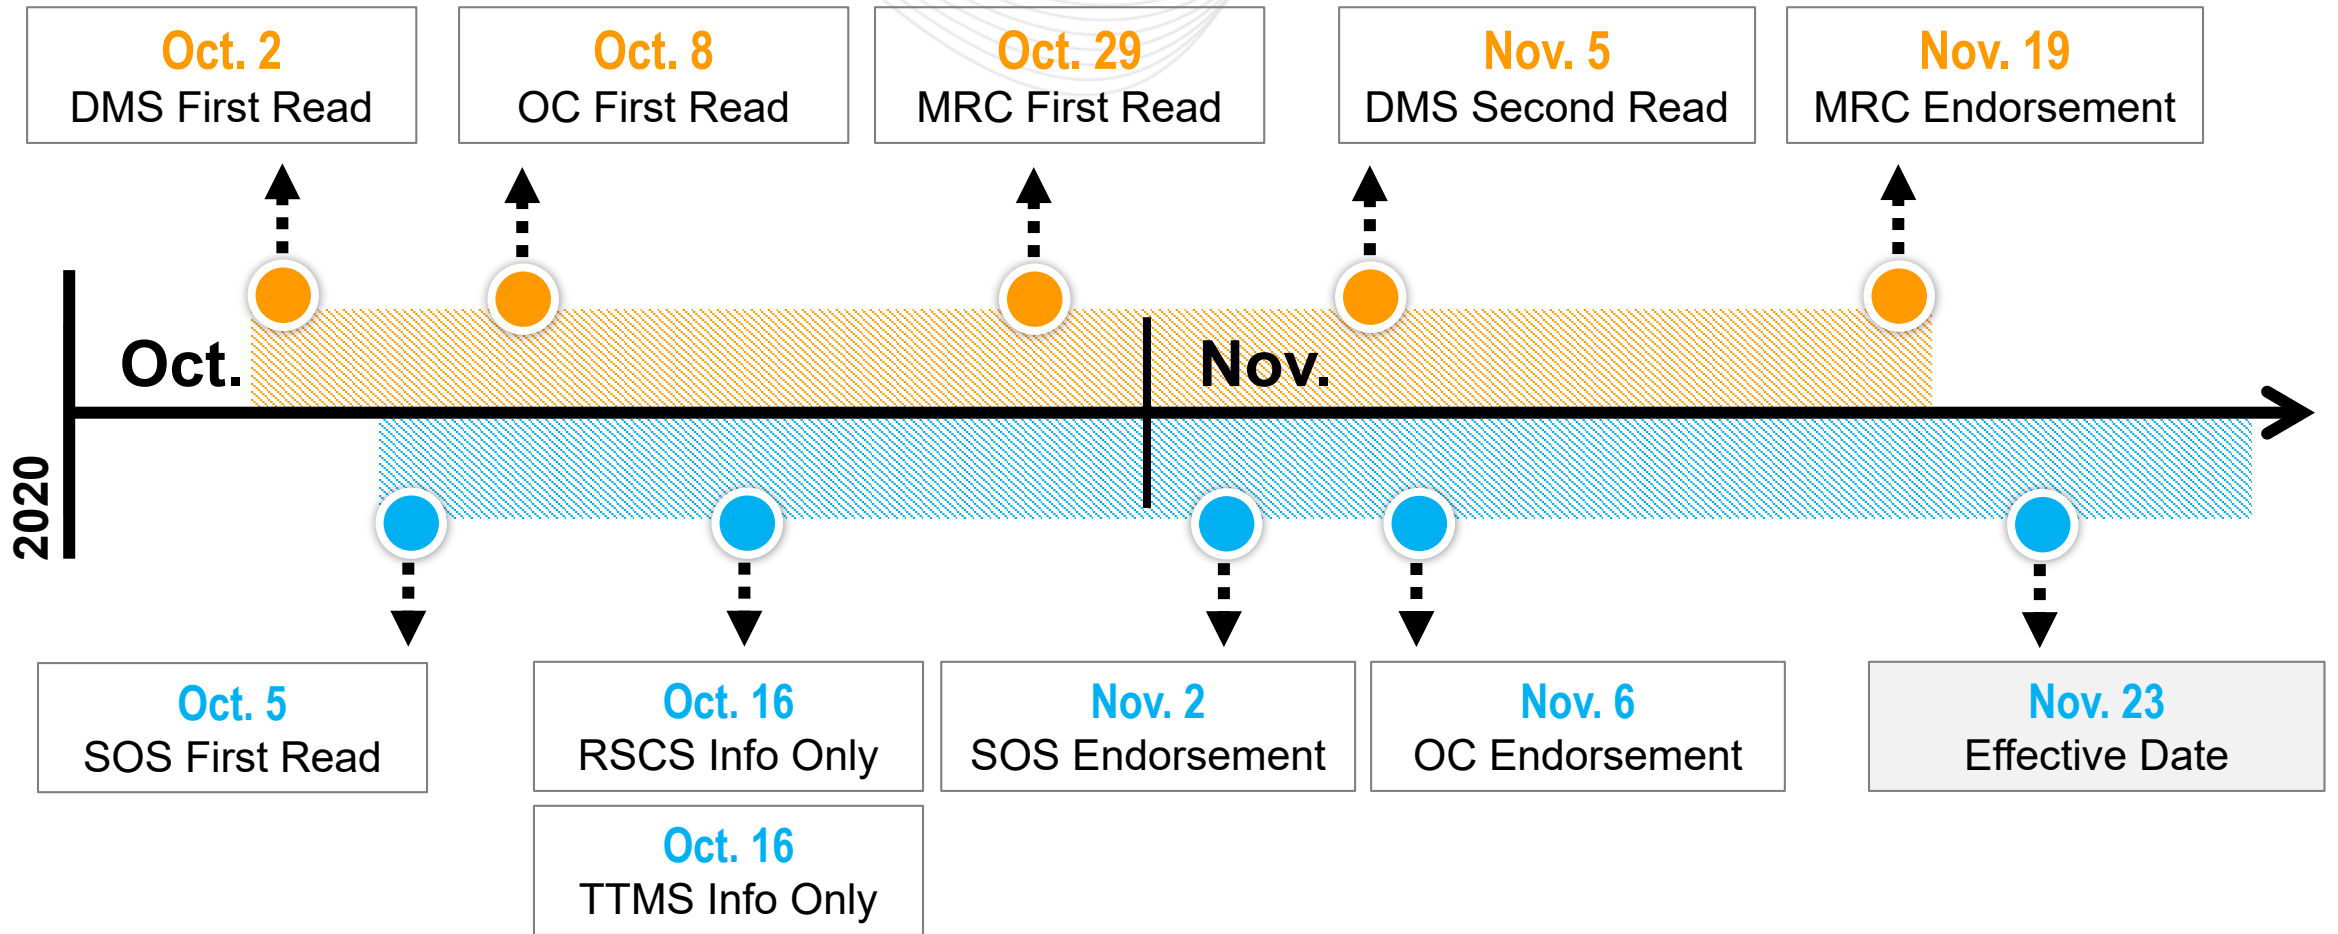 Oct. 2
DMS First Read
Oct. 8
OC First Read
Oct. 29
MRC First Read
Nov. 5
DMS Second Read
Nov. 19
MRC Endorsement
Oct.
Nov.
2020
Oct. 5
SOS First Read
Oct. 16
RSCS Info Only
Oct. 16
TTMS Info Only
Nov. 2
SOS Endorsement
Nov. 6
OC Endorsement
Nov. 23
Effective Date